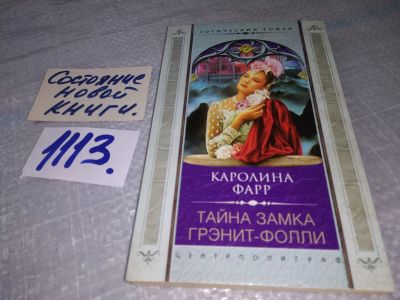 Состояние
новой
книги.
1113.
ГОТИЧЕСКИЙ РОМАН
КАРОЛИНА
ФАРР
ТАЙНА ЗАМКА
ГРЭНИТ-ФОЛЛИ
ЦЕНТРПОЛИГРАФ